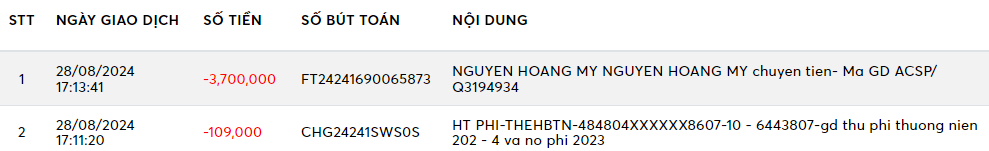 STT NGÀY GIAO DỊCH SỐ TIỀN SỐ BÚT TOÁN NỘI DUNG
1 28/08/2024 17:13:41 -3,700,000 FT24241690065873 NGUYEN HOANG MY NGUYEN HOANG MY chuyen tien- Ma GD ACSP/
Q3194934
2 28/08/2024 17:11:20 -109,000 CHG24241SWS0S HT PHI-THEHBTN-484804XXXXXX8607-10 - 6443807-gd thu phi thuong nien
202 - 4 va no phi 2023